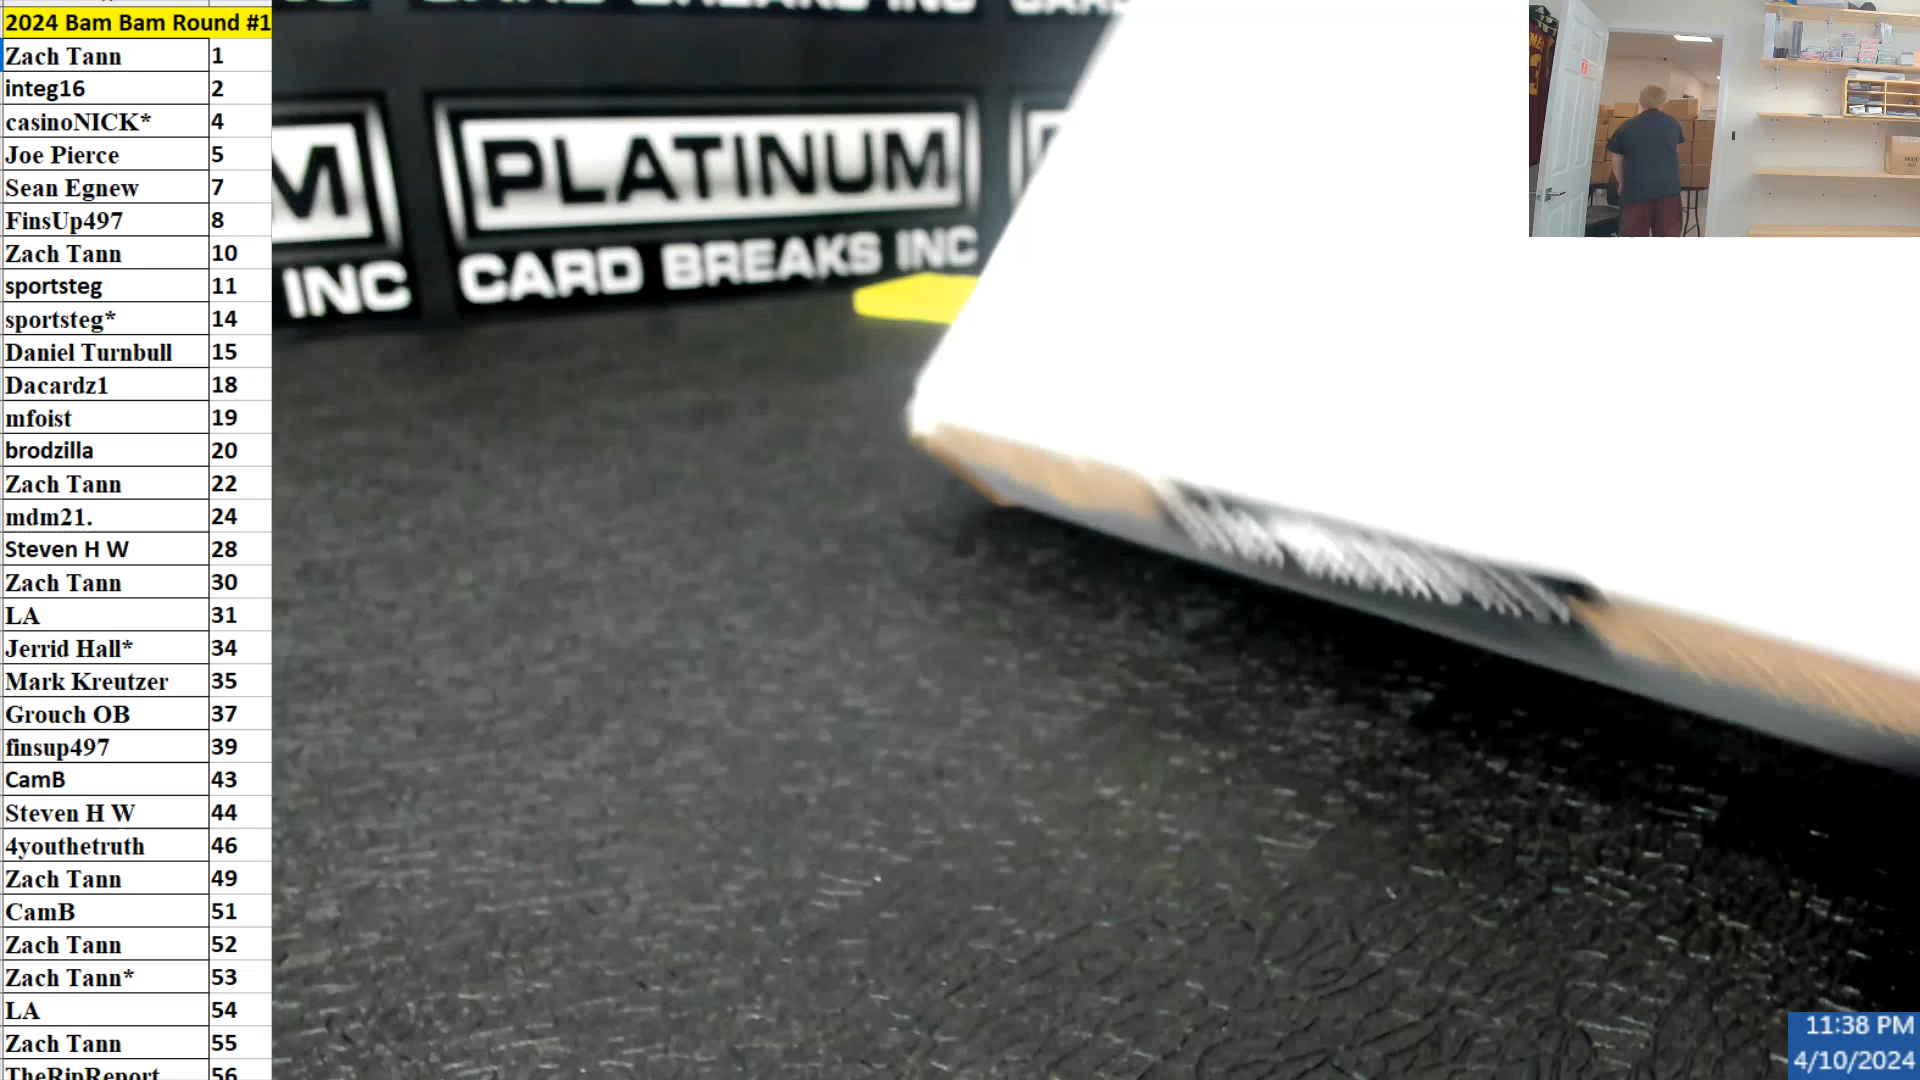 2024 Bam Bam Round #1
Zach Tann 1
integ16 2
casinoNICK* 4
Joe Pierce 5
Sean Egnew 7
FinsUp497 8
Zach Tann 10
sportsteg 11
sportsteg* 14
Daniel Turnbull 15
Dacardz1 18
mfoist 19
brodzilla 20
Zach Tann 22
mdm21. 24
Steven H W 28
Zach Tann 30
LA 31
Jerrid Hall* 34
Mark Kreutzer 35
Grouch OB 37
finsup497 39
CamB 43
Steven H W 44
4youthetruth 46
Zach Tann 49
CamB 51
Zach Tann 52
Zach Tann* 53
LA 54
Zach Tann 55
TheRipReport 56
M PLATINUM
INC CARD BREAKS INC
11:38 PM
4/10/2024